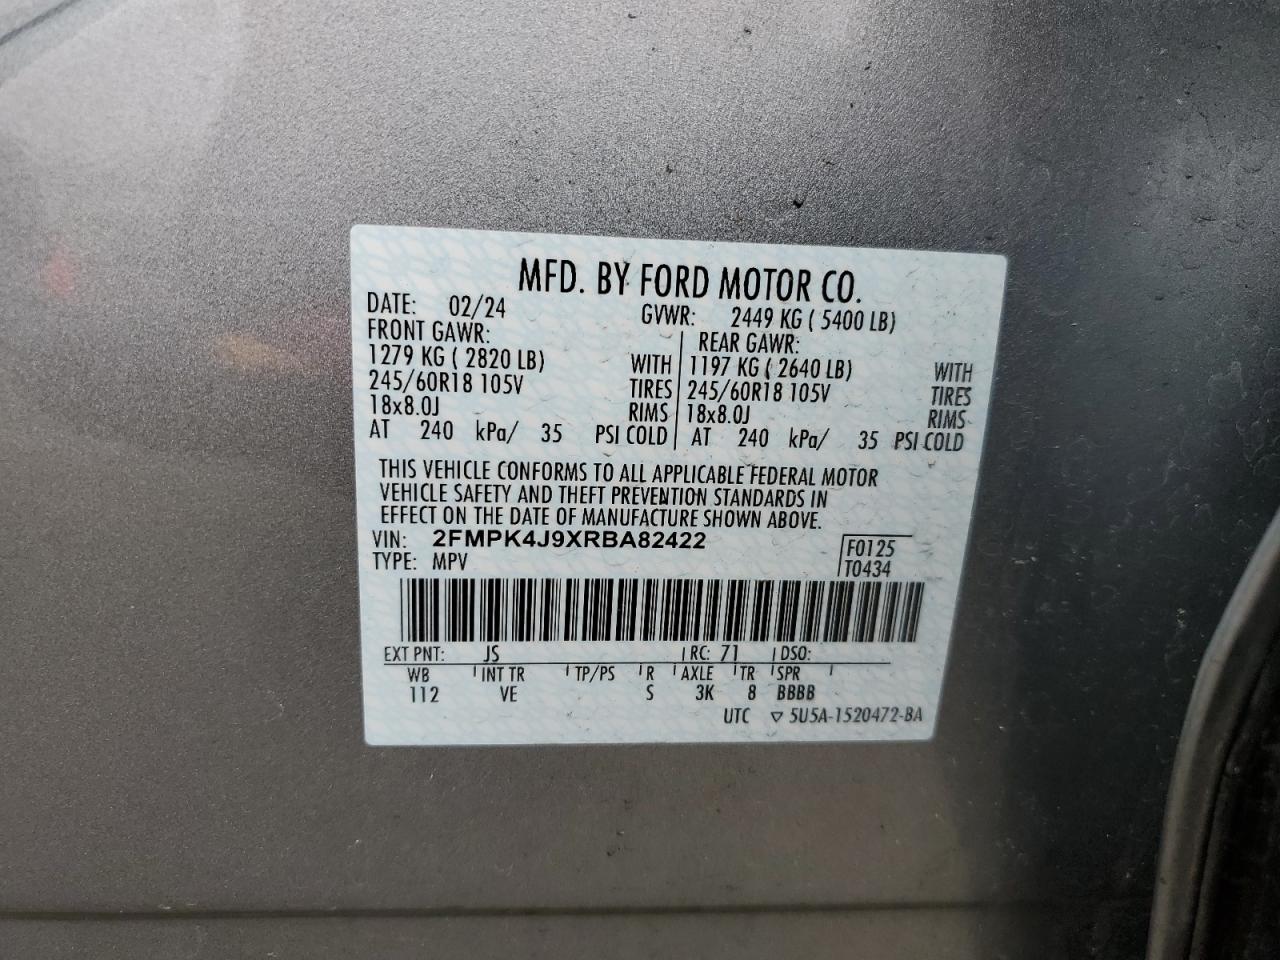 MFD. BY FORD MOTOR CO.
DATE: 02/24 GVWR: 2449 KG ( 5400 LB)
FRONT GAWR: REAR GAWR:
1279 KG ( 2820 LB) WITH 1197 KG ( 2640 LB) WITH
245/60R18 105V TIRES 245/60R18 105V TIRES
18x8.0J RIMS 18x8.0J RIMS
AT 240 kPa/ 35 PSI COLD AT 240 kPa/ 35 PSI COLD
THIS VEHICLE CONFORMS TO ALL APPLICABLE FEDERAL MOTOR
VEHICLE SAFETY AND THEFT PREVENTION STANDARDS IN
EFFECT ON THE DATE OF MANUFACTURE SHOWN ABOVE.
VIN: 2FMPK4J9XRBA82422 F0125
TYPE: MPV T0434
EXT PNT: JS RC: 71 DSO:
WB INT TR TP/PS R AXLE TR SPR
112 VE S 3K 8 BBBB
UTC ▽ 5U5A-1520472-BA